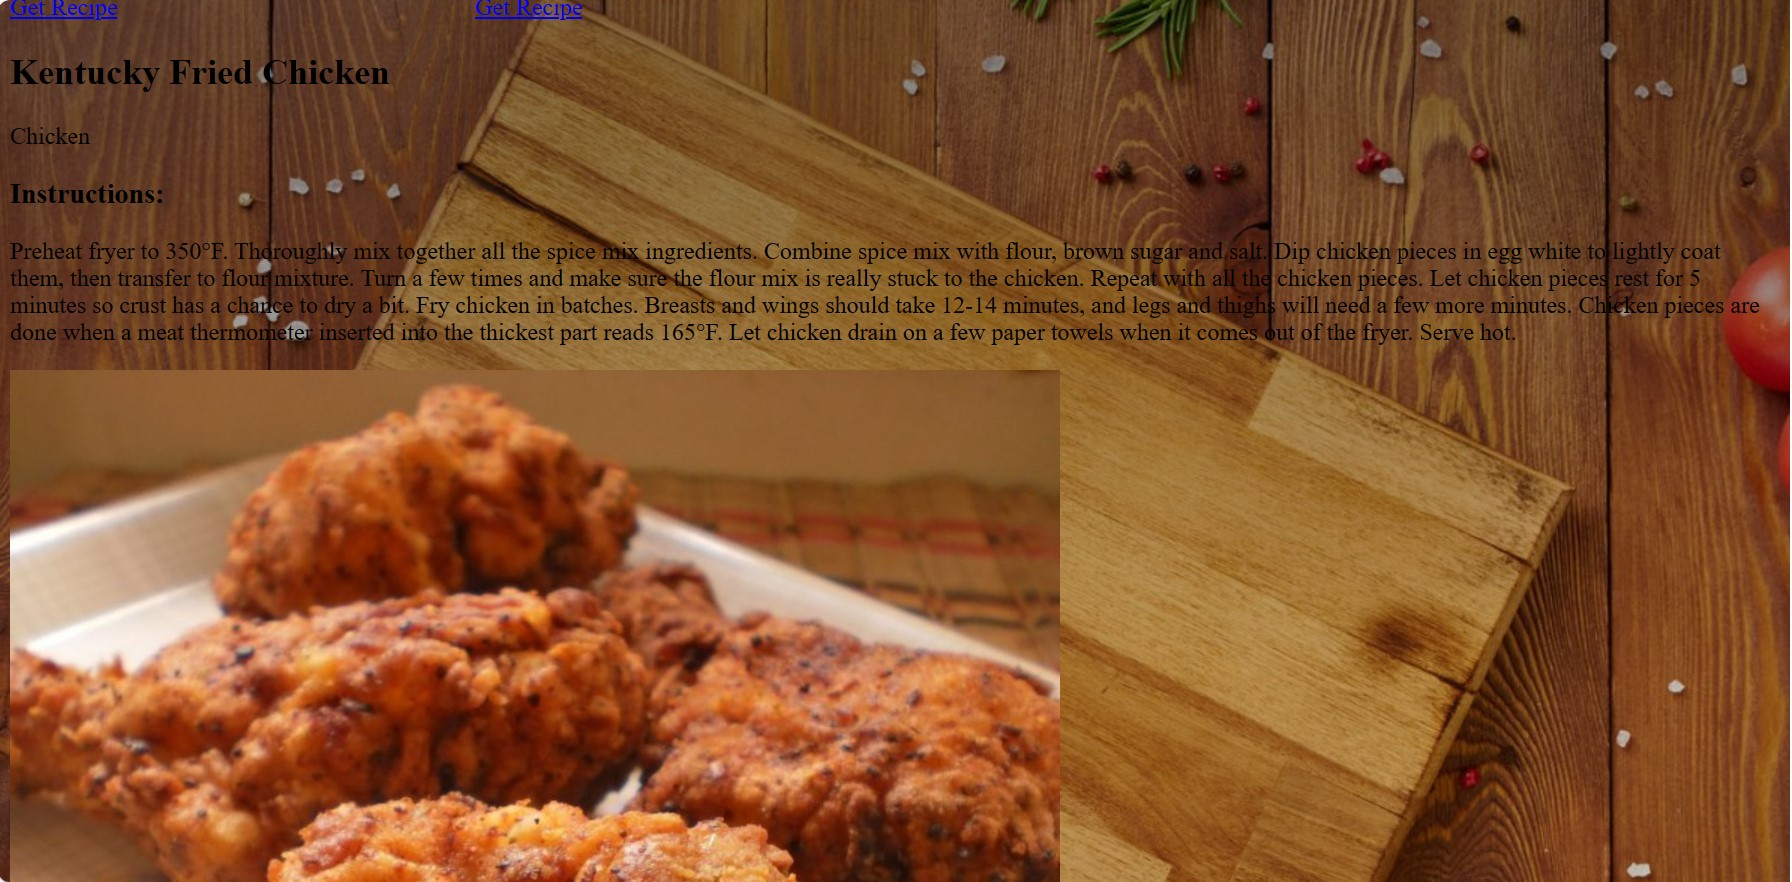 Get Recipe Get Recipe
Kentucky Fried Chicken
Chicken
Instructions:
Preheat fryer to 350°F. Thoroughly mix together all the spice mix ingredients. Combine spice mix with flour, brown sugar and salt. Dip chicken pieces in egg white to lightly coat
them, then transfer to flour mixture. Turn a few times and make sure the flour mix is really stuck to the chicken. Repeat with all the chicken pieces. Let chicken pieces rest for 5
minutes so crust has a chance to dry a bit. Fry chicken in batches. Breasts and wings should take 12-14 minutes, and legs and thighs will need a few more minutes. Chicken pieces are
done when a meat thermometer inserted into the thickest part reads 165°F. Let chicken drain on a few paper towels when it comes out of the fryer. Serve hot.